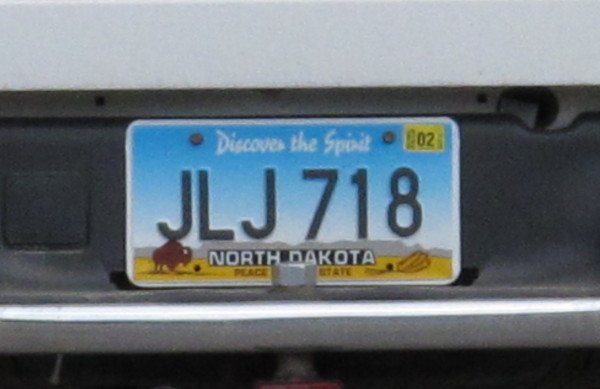 Discover the Spirit
02
JLJ 718
NORTH DAKOTA
PEACE STATE